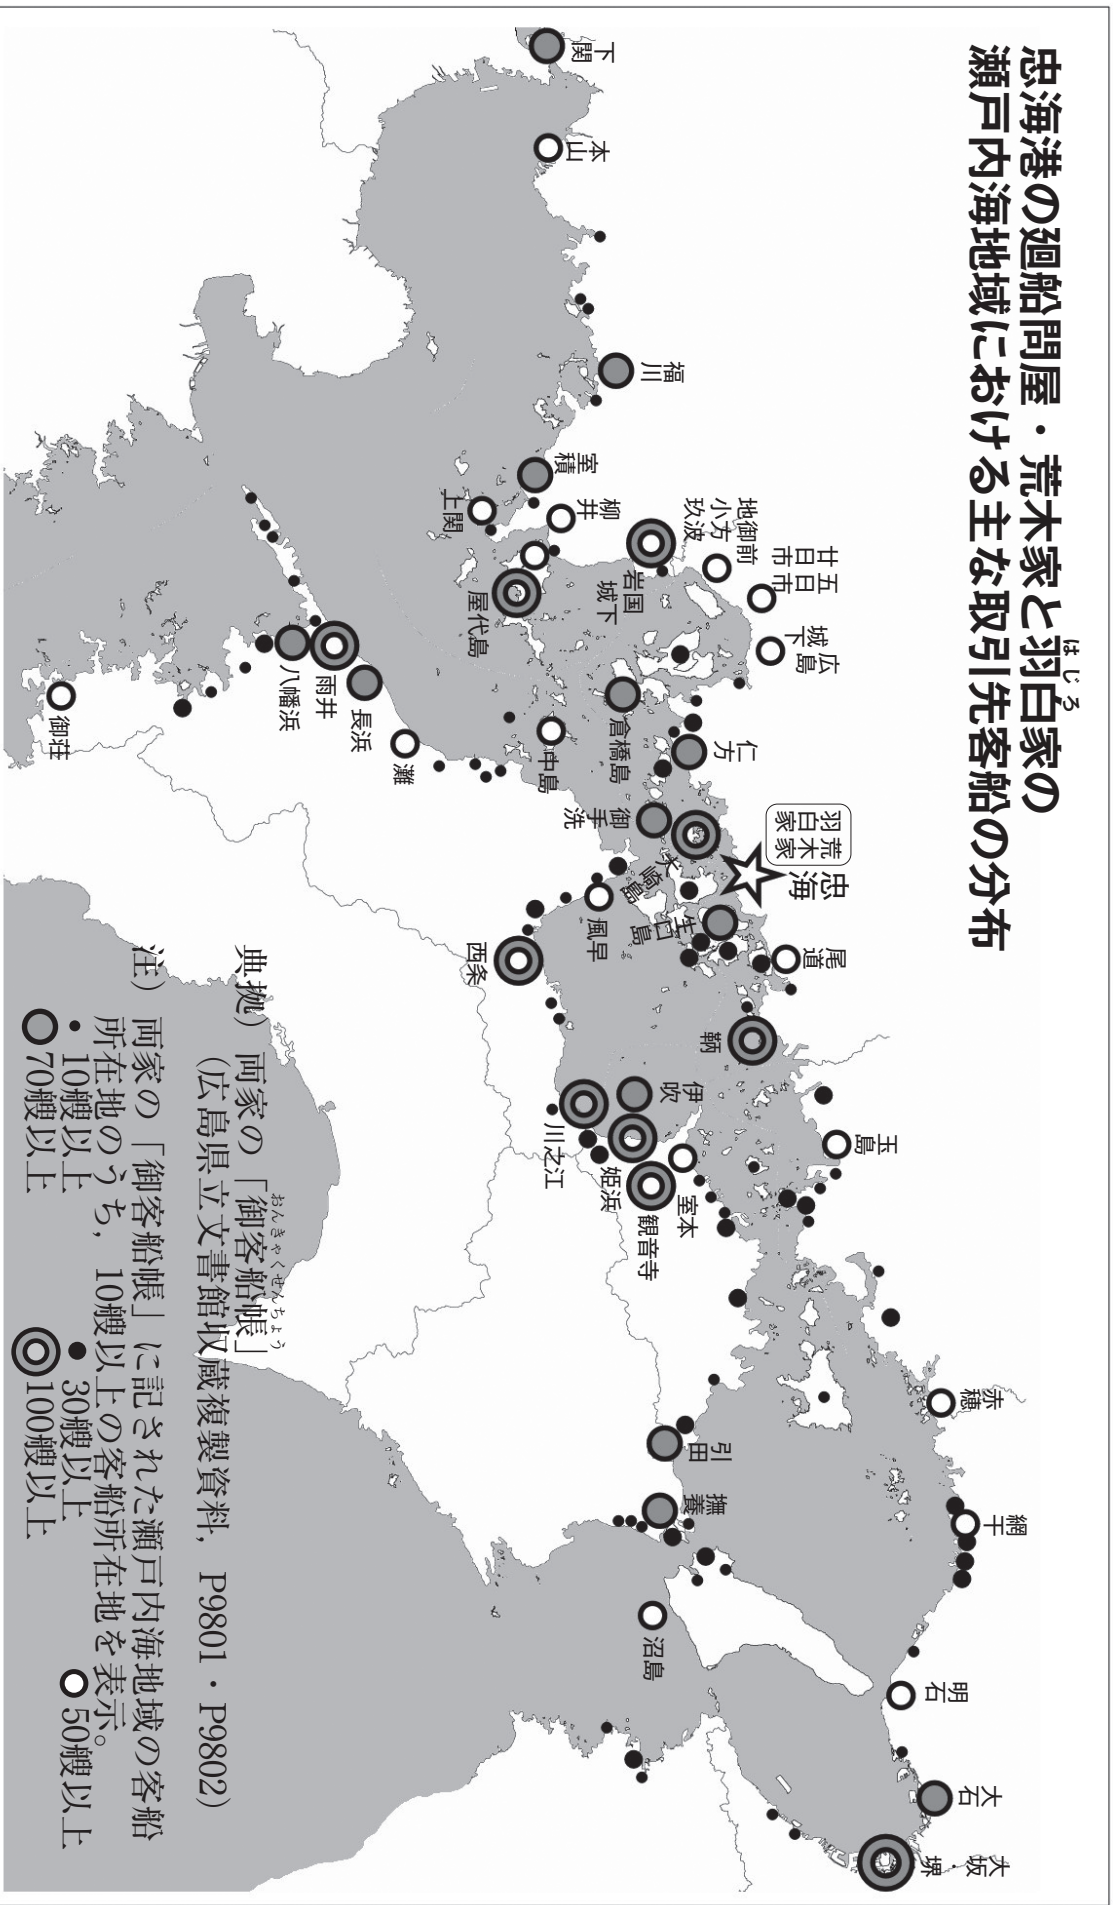 忠海港の廻船問屋・荒木家と羽白家の
はじろ
瀬戸内海地域における主な取引先客船の分布
下関
本山
福川
室積
上関
柳井
屋代島
岩国城下
玖波
小方
地御前
廿日市
五日市
広島城下
倉橋島
仁方
中島
御手洗
大崎島
荒木家
羽白家
忠海
生口島
尾道
鞆
玉島
赤穂
網干
明石
大石
大坂・堺
沼島
撫養
引田
室本
観音寺
姫浜
伊吹
川之江
西条
風早
灘
長浜
雨井
八幡浜
御荘
典拠) 両家の「御客船帳」
おんきゃくせんちょう
(広島県立文書館収蔵複製資料, P9801・P9802)
注) 両家の「御客船帳」に記された瀬戸内海地域の客船
所在地のうち, 10艘以上の客船所在地を表示。
10艘以上
30艘以上
50艘以上
70艘以上
100艘以上